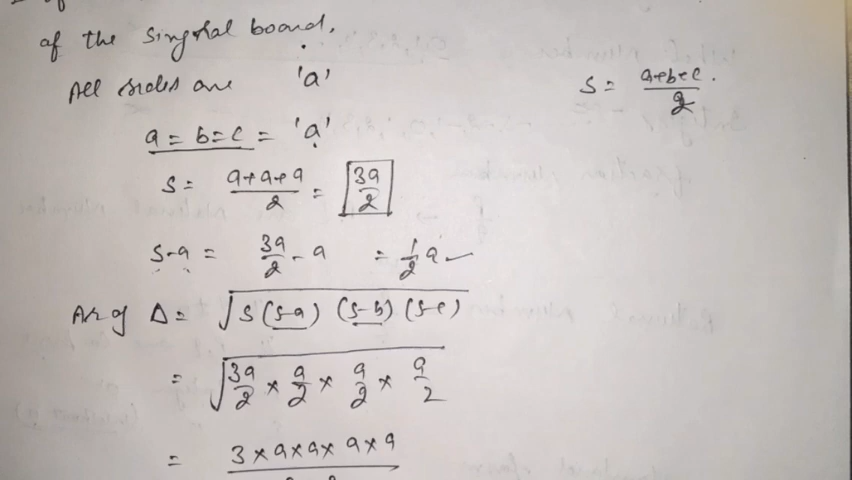 of the Singnal board.
All sides are 'a'
S = a+b+c / 2.
a = b = c = 'a'
S = a+a+a / 2 = 3a / 2
S-a = 3a / 2 - a = 1/2 a ✓
Ar of Δ = √S(S-a) (S-b) (S-c)
= √3a/2 × a/2 × a/2 × a/2
= 3×a×a×a×a